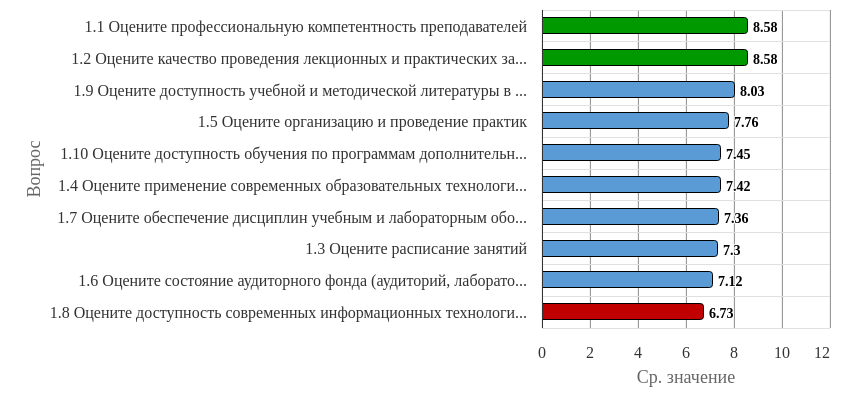 1.1 Оцените профессиональную компетентность преподавателей 8.58
1.2 Оцените качество проведения лекционных и практических за... 8.58
1.9 Оцените доступность учебной и методической литературы в ... 8.03
1.5 Оцените организацию и проведение практик 7.76
1.10 Оцените доступность обучения по программам дополнительн... 7.45
1.4 Оцените применение современных образовательных технологи... 7.42
1.7 Оцените обеспечение дисциплин учебным и лабораторным обо... 7.36
1.3 Оцените расписание занятий 7.3
1.6 Оцените состояние аудиторного фонда (аудиторий, лаборато... 7.12
1.8 Оцените доступность современных информационных технологи... 6.73
Вопрос
0 2 4 6 8 10 12
Ср. значение